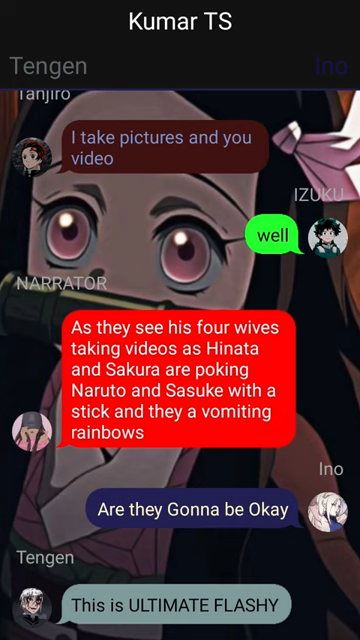 Kumar TS
Tengen
Ino
Tanjiro
I take pictures and you
video
IZUKU
well
NARRATOR
As they see his four wives
taking videos as Hinata
and Sakura are poking
Naruto and Sasuke with a
stick and they a vomiting
rainbows
Ino
Are they Gonna be Okay
Tengen
This is ULTIMATE FLASHY